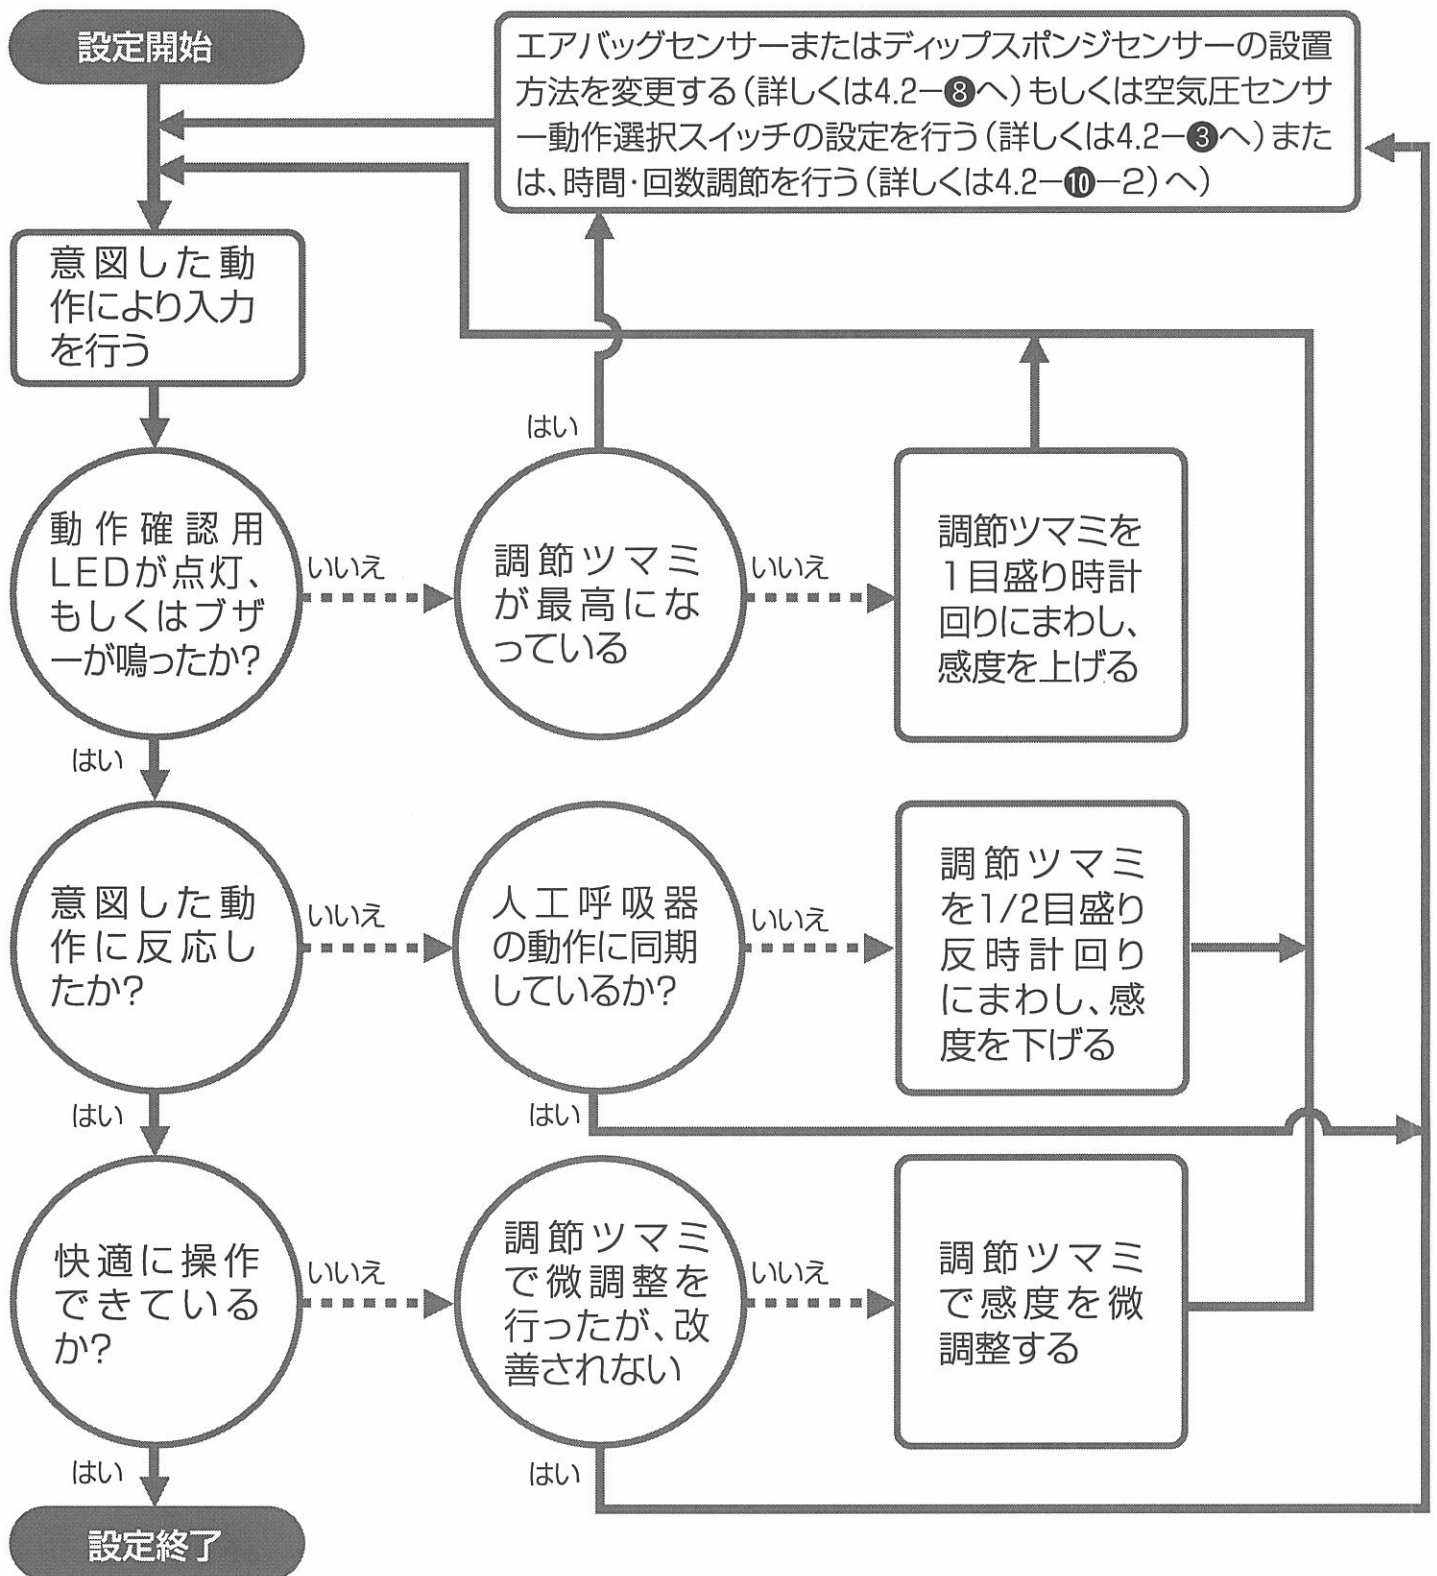 設定開始
エアバッグセンサーまたはディップスポンジセンサーの設置
方法を変更する(詳しくは4.2ー❽へ)もしくは空気圧センサ
ー動作選択スイッチの設定を行う(詳しくは4.2ー❸へ)また
は、時間・回数調節を行う(詳しくは4.2ー❿ー2)へ)
意図した動
作により入力
を行う
動作確認用
LEDが点灯、
もしくはブザ
ーが鳴ったか?
いいえ
はい
はい
調節ツマミ
が最高にな
っている
いいえ
調節ツマミを
1目盛り時計
回りにまわし、
感度を上げる
意図した動
作に反応し
たか?
いいえ
はい
人工呼吸器
の動作に同期
しているか?
いいえ
はい
調節ツマミ
を1/2目盛り
反時計回り
にまわし、感
度を下げる
快適に操作
できている
か?
いいえ
はい
調節ツマミ
で微調整を
行ったが、改
善されない
いいえ
はい
調節ツマミ
で感度を微
調整する
設定終了